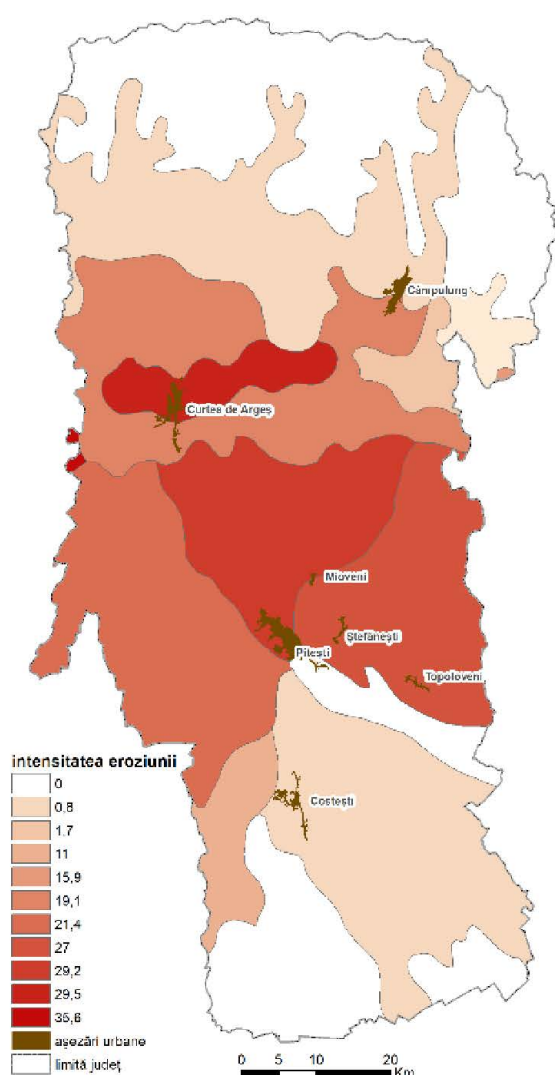 Câmpulung
Curtea de Argeș
Mioveni
Ștefănești
Pitești
Topoloveni
Costești
intensitatea eroziunii
0
0,8
1,7
11
15,9
19,1
21,4
27
29,2
29,5
35,6
așezări urbane
limită județ
0 5 10 20
Km